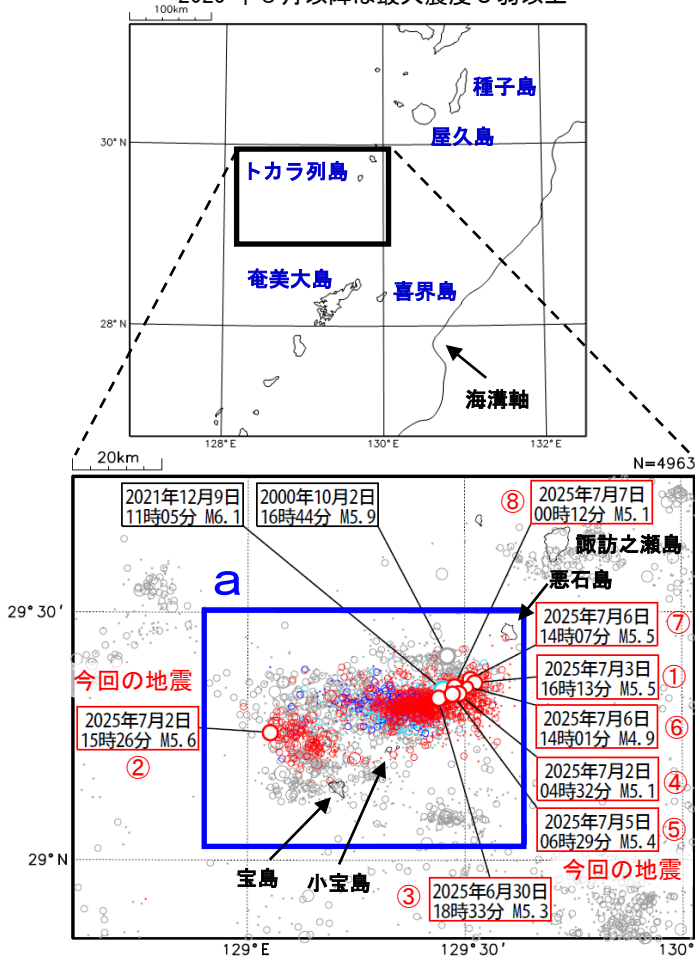 2025年6月以降は最大震度5弱以上
100km
種子島
屋久島
30°N
トカラ列島
奄美大島
喜界島
28°N
海溝軸
128°E
130°E
132°E
20km
N=4963
2021年12月9日
11時05分 M6.1
2000年10月2日
16時44分 M5.9
⑧
2025年7月7日
00時12分 M5.1
諏訪之瀬島
悪石島
a
29°30′
2025年7月6日
14時07分 M5.5
⑦
今回の地震
2025年7月3日
16時13分 M5.5
①
2025年7月2日
15時26分 M5.6
②
2025年7月6日
14時01分 M4.9
⑥
2025年7月2日
04時32分 M5.1
④
2025年7月5日
06時29分 M5.4
⑤
29°N
宝島
小宝島
今回の地震
③
2025年6月30日
18時33分 M5.3
129°E
129°30′
130°